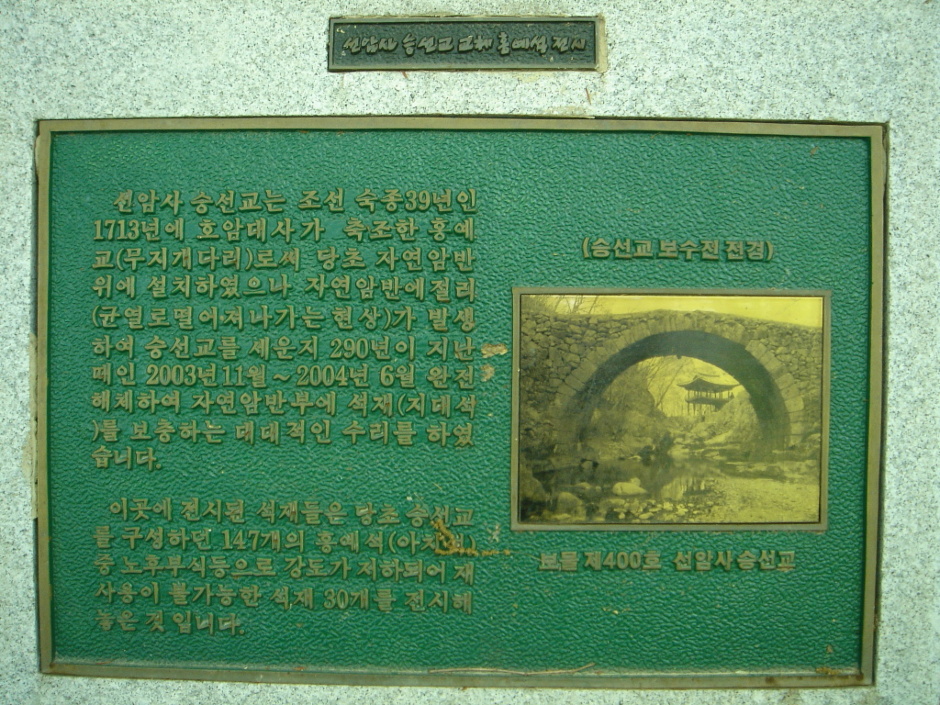 선암사 승선교 교체 홍예석 전시
선암사 승선교는 조선 숙종39년인
1713년에 호암대사가 축조한 홍예
교(무지개다리)로써 당초 자연암반
위에 설치하였으나 자연암반에절리
(균열로떨어져나가는현상)가 발생
하여 승선교를 세운지 290년이 지난
때인 2003년11월~2004년 6월 완전
해체하여 자연암반부에 석재(지대석
)를 보충하는 대대적인 수리를 하였
습니다.
이곳에 전시된 석재들은 당초 승선교
를 구성하던 147개의 홍예석(아치석)
중 노후부식등으로 강도가 저하되어 재
사용이 불가능한 석재 30개를 전시해
놓은 것 입니다.
(승선교 보수전 전경)
보물 제400호 선암사 승선교